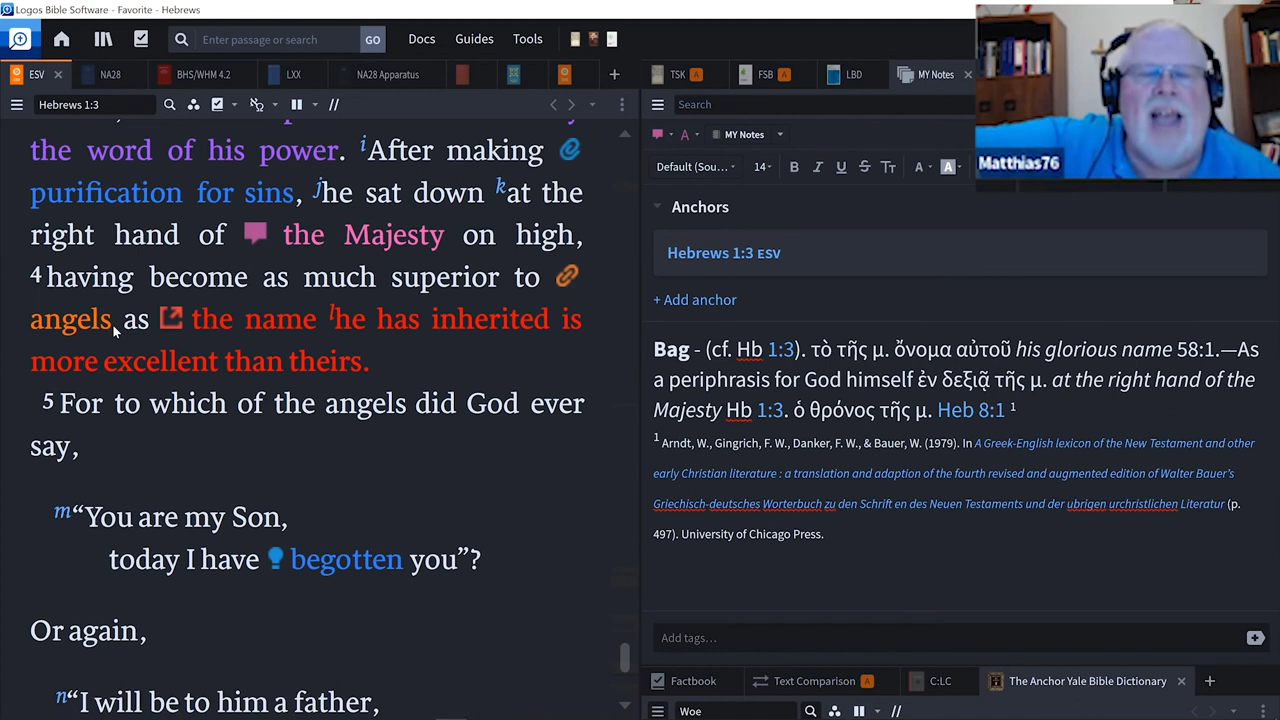 Logos Bible Software - Favorite - Hebrews
Enter passage or search GO Docs Guides Tools
ESV NA28 BHS/WHM 4.2 LXX NA28 Apparatus
TSK A FSB A LBD MY Notes
Hebrews 1:3
Search
MY Notes
Default (Sou... 14 B I U S Tt A A
Matthias76
the word of his power. iAfter making
purification for sins, jhe sat down kat the
right hand of the Majesty on high,
4 having become as much superior to
angels as the name lhe has inherited is
more excellent than theirs.
5 For to which of the angels did God ever
say,
m“You are my Son,
today I have begotten you”?
Or again,
n“I will be to him a father,
Anchors
Hebrews 1:3 ESV
+ Add anchor
Bag - (cf. Hb 1:3). τὸ τῆς μ. ὄνομα αὐτοῦ his glorious name 58:1.—As
a periphrasis for God himself ἐν δεξιᾷ τῆς μ. at the right hand of the
Majesty Hb 1:3. ὁ θρόνος τῆς μ. Heb 8:1 1
1 Arndt, W., Gingrich, F. W., Danker, F. W., & Bauer, W. (1979). In A Greek-English lexicon of the New Testament and other
early Christian literature : a translation and adaption of the fourth revised and augmented edition of Walter Bauer’s
Griechisch-deutsches Worterbuch zu den Schrift en des Neuen Testaments und der ubrigen urchristlichen Literatur (p.
497). University of Chicago Press.
Add tags...
Factbook Text Comparison A C:LC The Anchor Yale Bible Dictionary
Woe